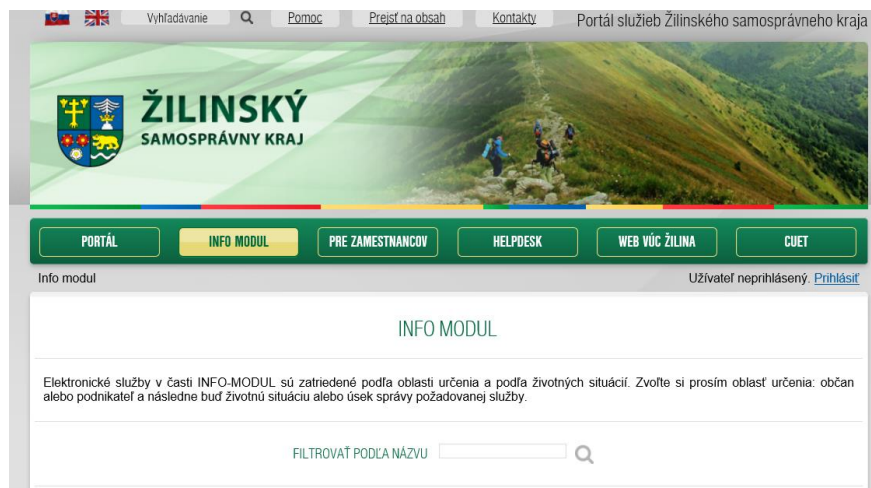 Vyhľadávanie Pomoc Prejsť na obsah Kontakty Portál služieb Žilinského samosprávneho kraja
ŽILINSKÝ
SAMOSPRÁVNY KRAJ
PORTÁL INFO MODUL PRE ZAMESTNANCOV HELPDESK WEB VÚC ŽILINA CUET
Info modul Užívateľ neprihlásený. Prihlásiť
INFO MODUL
Elektronické služby v časti INFO-MODUL sú zatriedené podľa oblasti určenia a podľa životných situácií. Zvoľte si prosím oblasť určenia: občan
alebo podnikateľ a následne buď životnú situáciu alebo úsek správy požadovanej služby.
FILTROVAŤ PODĽA NÁZVU